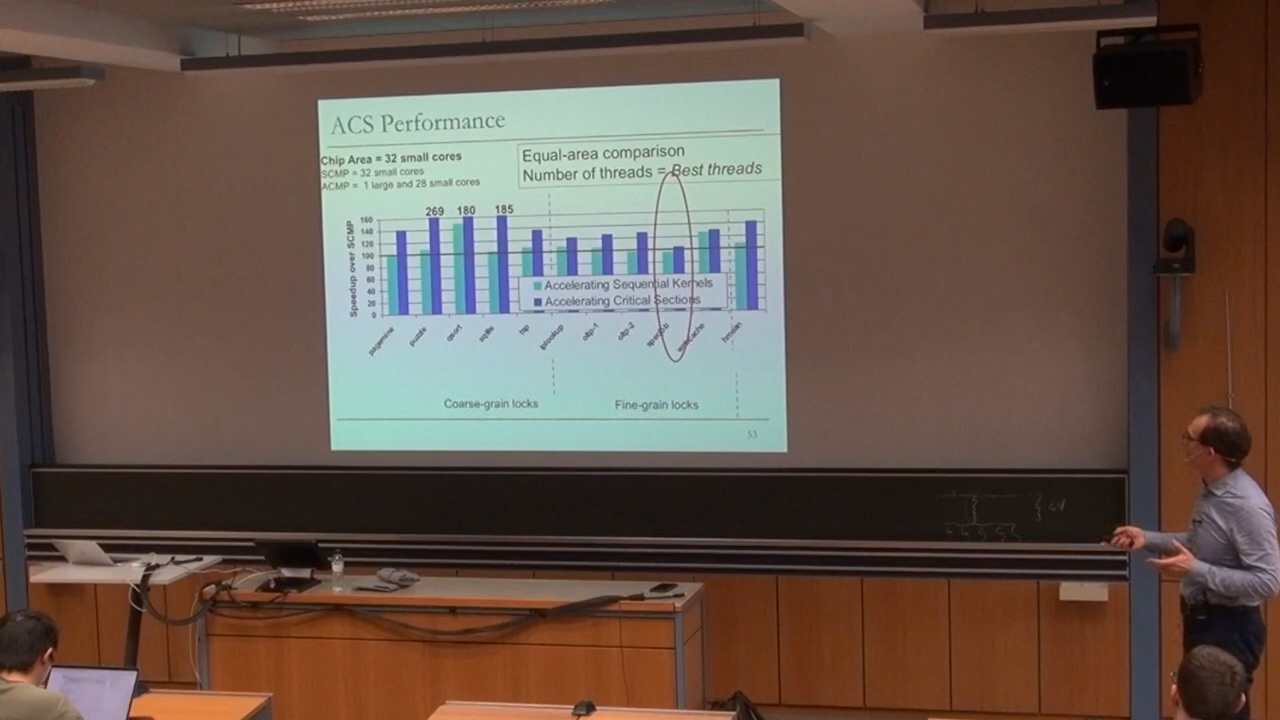 ACS Performance
Chip Area = 32 small cores
SCMP = 32 small cores
ACMP = 1 large and 28 small cores
Equal-area comparison
Number of threads = Best threads
269 180 185
Speedup over SCMP
160
140
120
100
80
60
40
20
0
Accelerating Sequential Kernels
Accelerating Critical Sections
pagemine puzzle qsort sqlite tsp iplookup oltp-1 oltp-2 specjbb webcache hmean
Coarse-grain locks Fine-grain locks
53